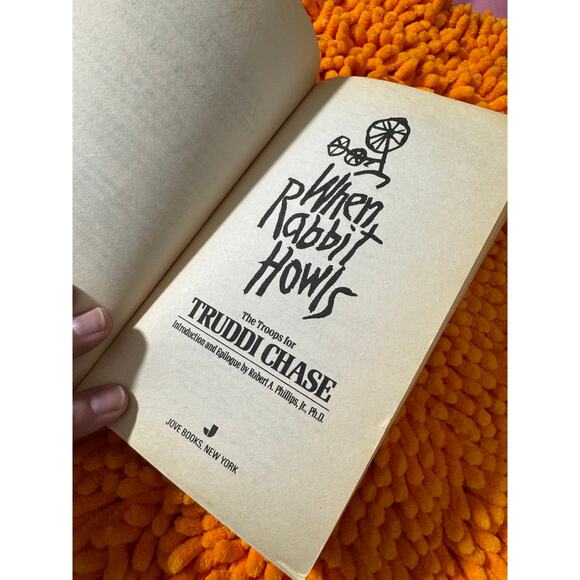 When
Rabbit
Howls
The Troops for
TRUDDI CHASE
Introduction and Epilogue by Robert A. Phillips, Jr., Ph.D.
J
JOVE BOOKS, NEW YORK